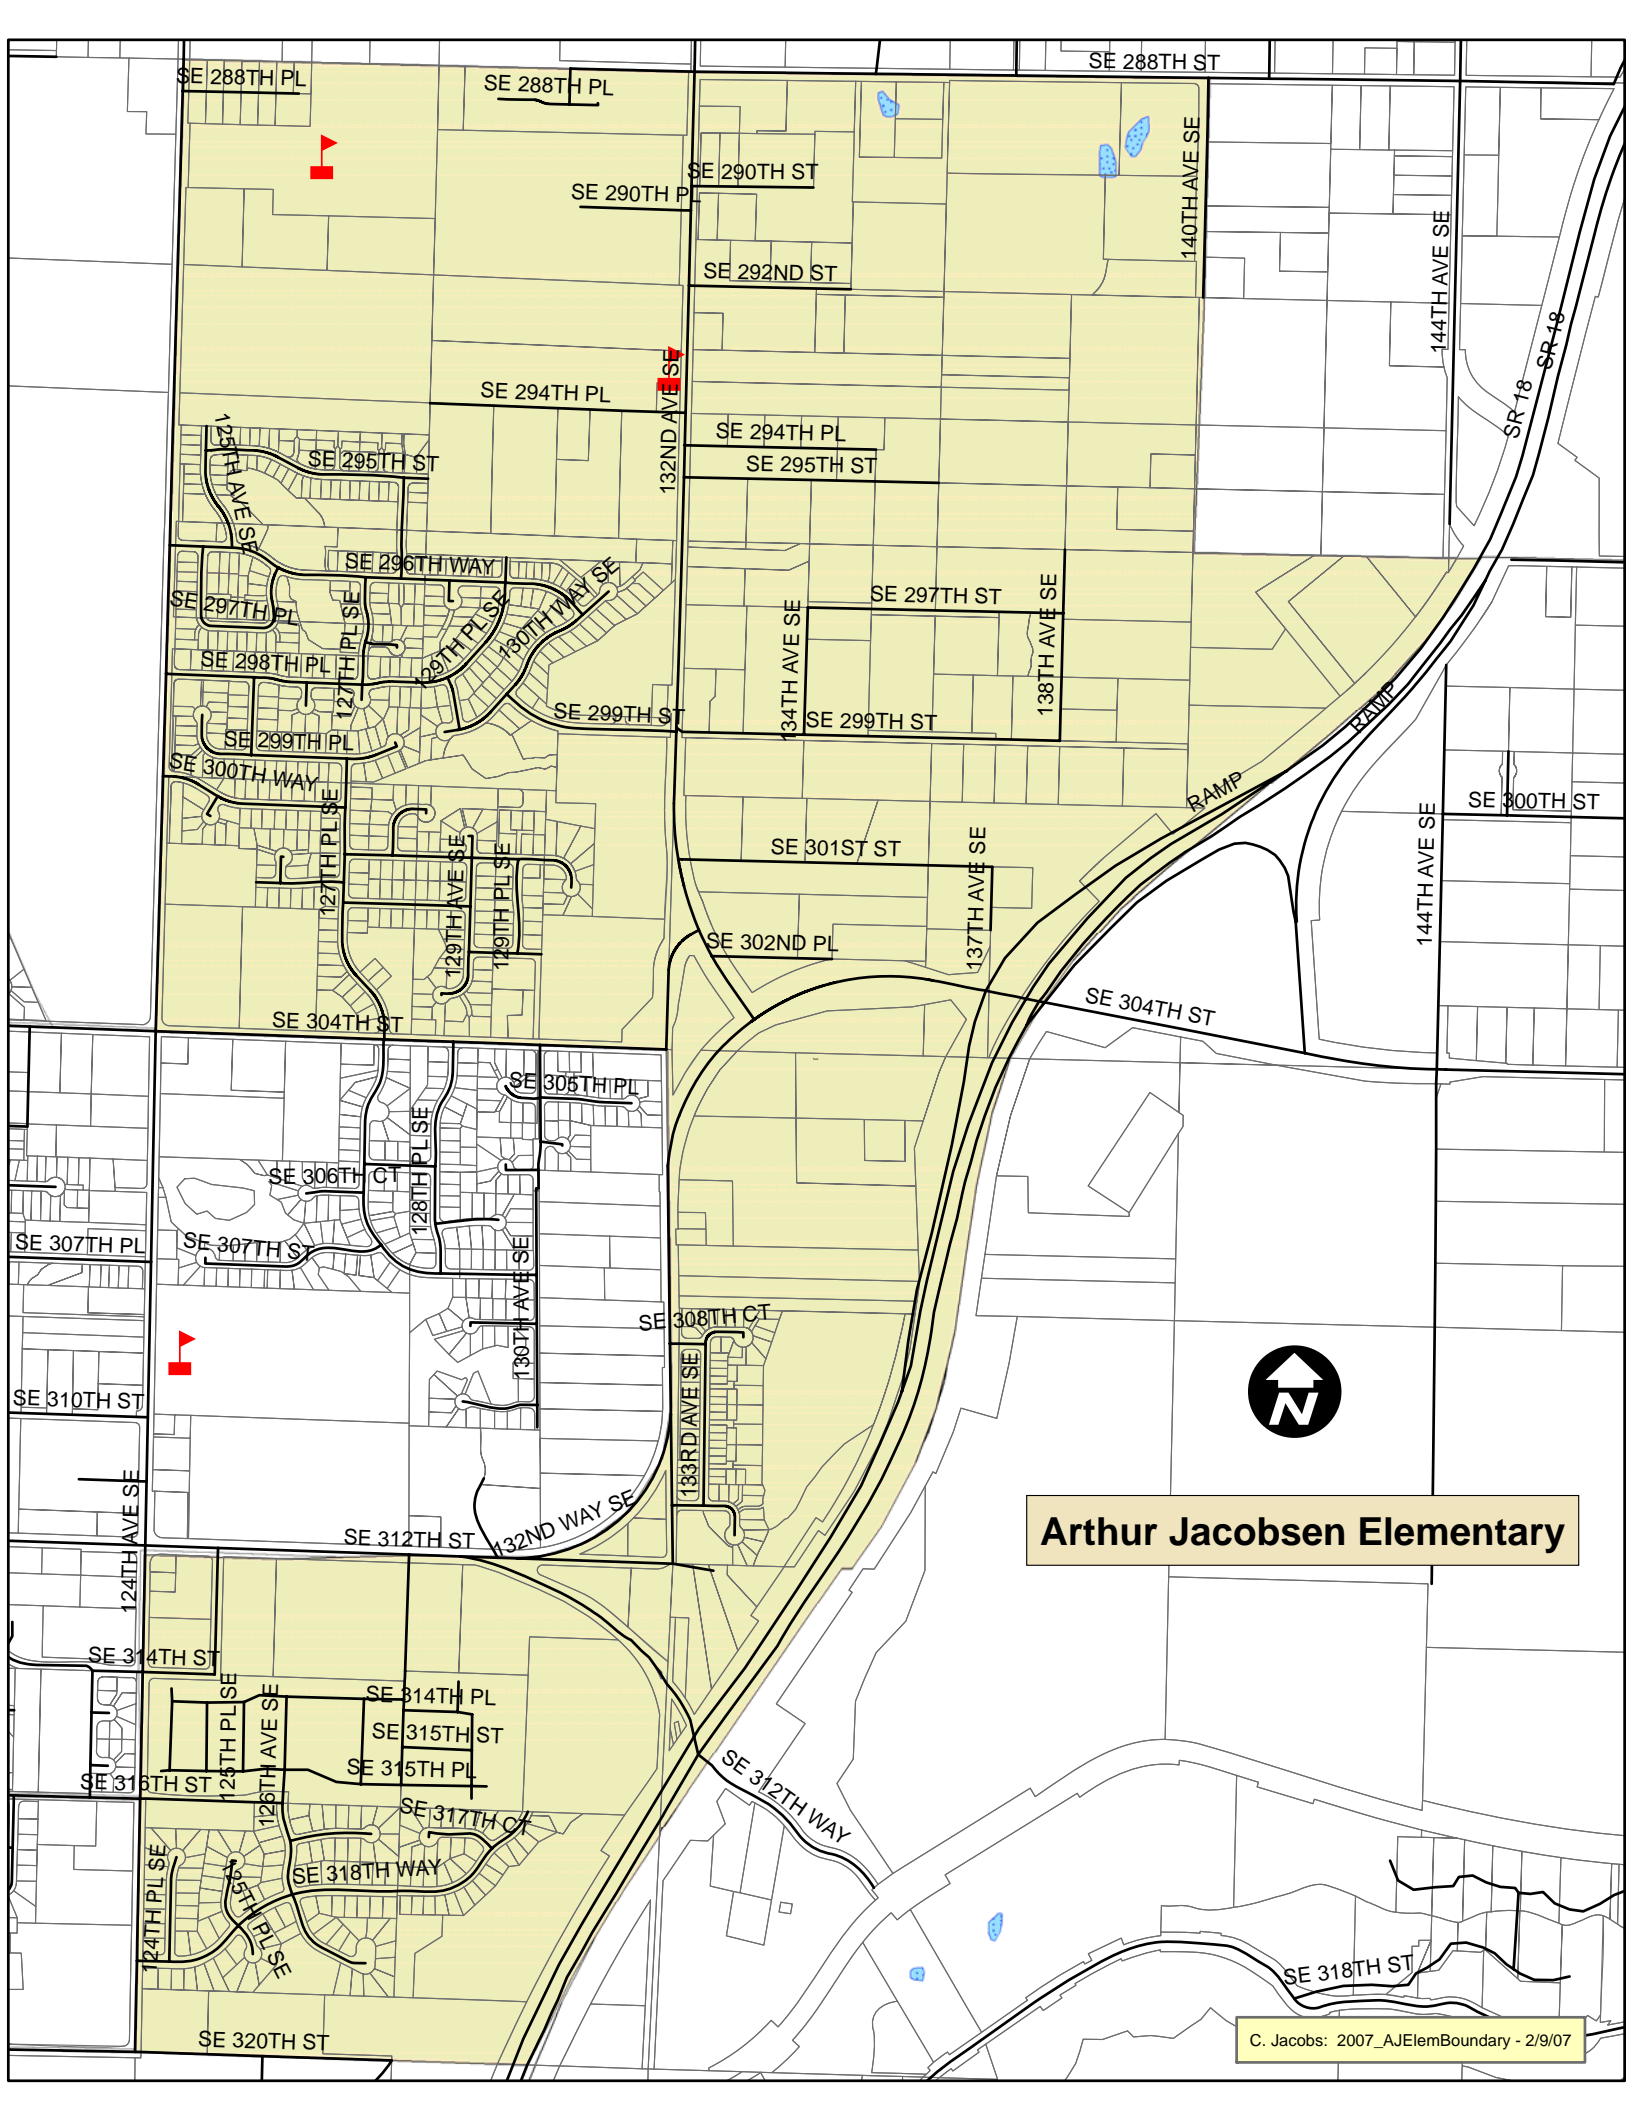 SE 288TH ST
SE 288TH PL
SE 288TH PL
140TH AVE SE
SE 290TH ST
SE 290TH PL
144TH AVE SE
SE 292ND ST
SR 18
SR 18
132ND AVE SE
SE 294TH PL
SE 294TH PL
125TH AVE SE
SE 295TH ST
SE 295TH ST
SE 296TH WAY
130TH WAY SE
SE 297TH ST
SE 297TH PL
127TH PL SE
129TH PL SE
134TH AVE SE
138TH AVE SE
SE 298TH PL
RAMP
SE 299TH ST
SE 299TH ST
SE 299TH PL
SE 300TH WAY
RAMP
SE 300TH ST
127TH PL SE
129TH AVE SE
129TH PL SE
SE 301ST ST
137TH AVE SE
144TH AVE SE
SE 302ND PL
SE 304TH ST
SE 304TH ST
SE 305TH PL
128TH PL SE
SE 306TH CT
SE 307TH PL
SE 307TH ST
130TH AVE SE
SE 308TH CT
133RD AVE SE
SE 310TH ST
N
124TH AVE SE
SE 312TH ST
132ND WAY SE
Arthur Jacobsen Elementary
SE 314TH ST
125TH PL SE
126TH AVE SE
SE 314TH PL
SE 315TH ST
SE 315TH PL
SE 316TH ST
SE 312TH WAY
SE 317TH CT
124TH PL SE
125TH PL SE
SE 318TH WAY
SE 318TH ST
SE 320TH ST
C. Jacobs: 2007_AJElemBoundary - 2/9/07